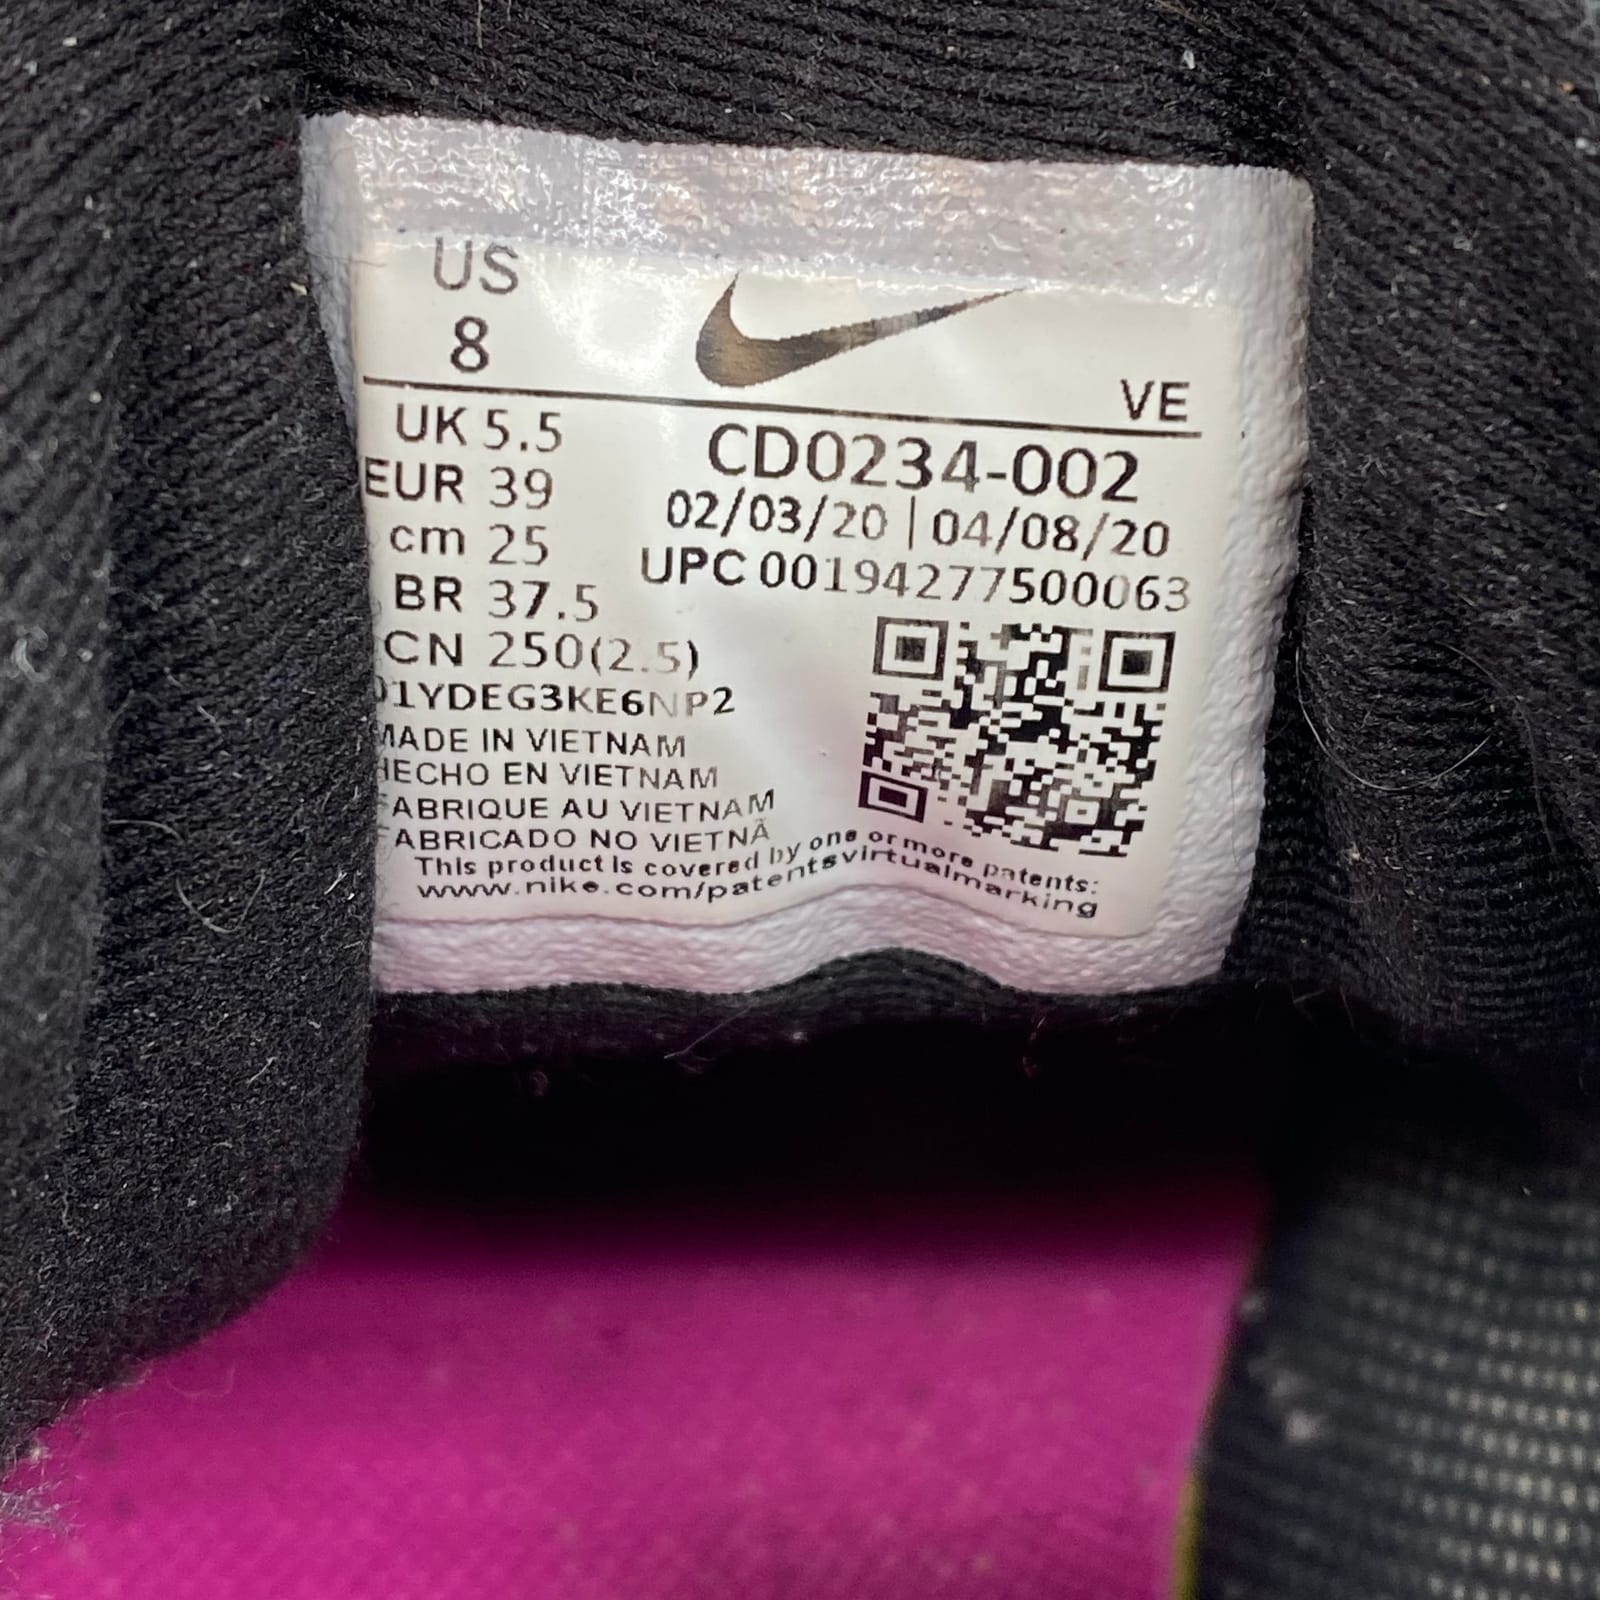 US
8
VE
UK 5.5
EUR 39
cm 25
BR 37.5
CN 250(2.5)
CD0234-002
02/03/20 | 04/08/20
UPC 00194277500063
01YDEG3KE6NP2
MADE IN VIETNAM
HECHO EN VIETNAM
FABRIQUE AU VIETNAM
FABRICADO NO VIETNÃ
This product is covered by one or more patents:
www.nike.com/patentsvirtualmarking